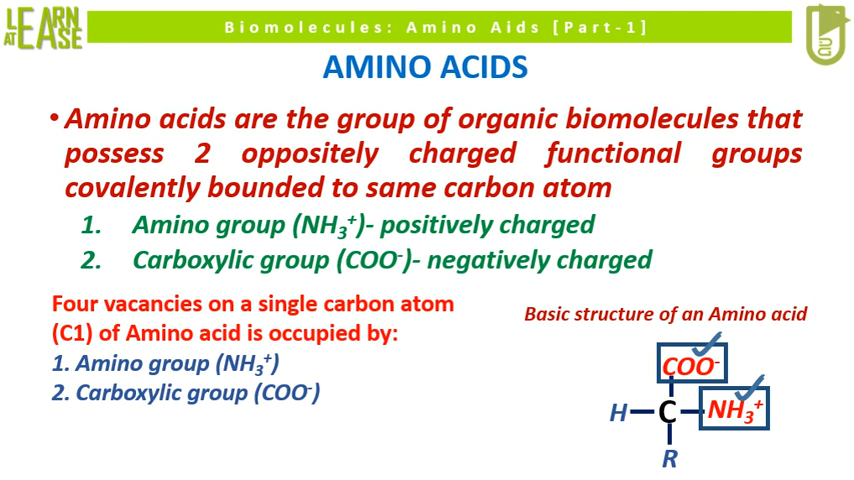 LEARN
AT EASE
Biomolecules: Amino Aids [Part-1]
AMINO ACIDS
• Amino acids are the group of organic biomolecules that
possess 2 oppositely charged functional groups
covalently bounded to same carbon atom
1. Amino group (NH₃⁺)- positively charged
2. Carboxylic group (COO⁻)- negatively charged
Four vacancies on a single carbon atom
(C1) of Amino acid is occupied by:
1. Amino group (NH₃⁺)
2. Carboxylic group (COO⁻)
Basic structure of an Amino acid
COO⁻
H C NH₃⁺
R